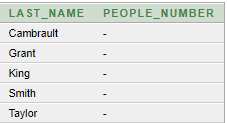 LAST_NAME PEOPLE_NUMBER
Cambrault -
Grant -
King -
Smith -
Taylor -